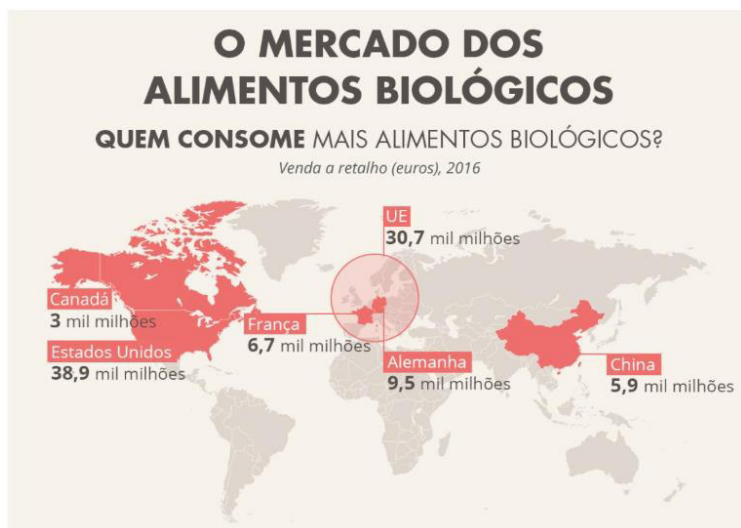 O MERCADO DOS
ALIMENTOS BIOLÓGICOS
QUEM CONSOME MAIS ALIMENTOS BIOLÓGICOS?
Venda a retalho (euros), 2016
UE
30,7 mil milhões
Canadá
3 mil milhões
França
6,7 mil milhões
Estados Unidos
38,9 mil milhões
Alemanha
9,5 mil milhões
China
5,9 mil milhões